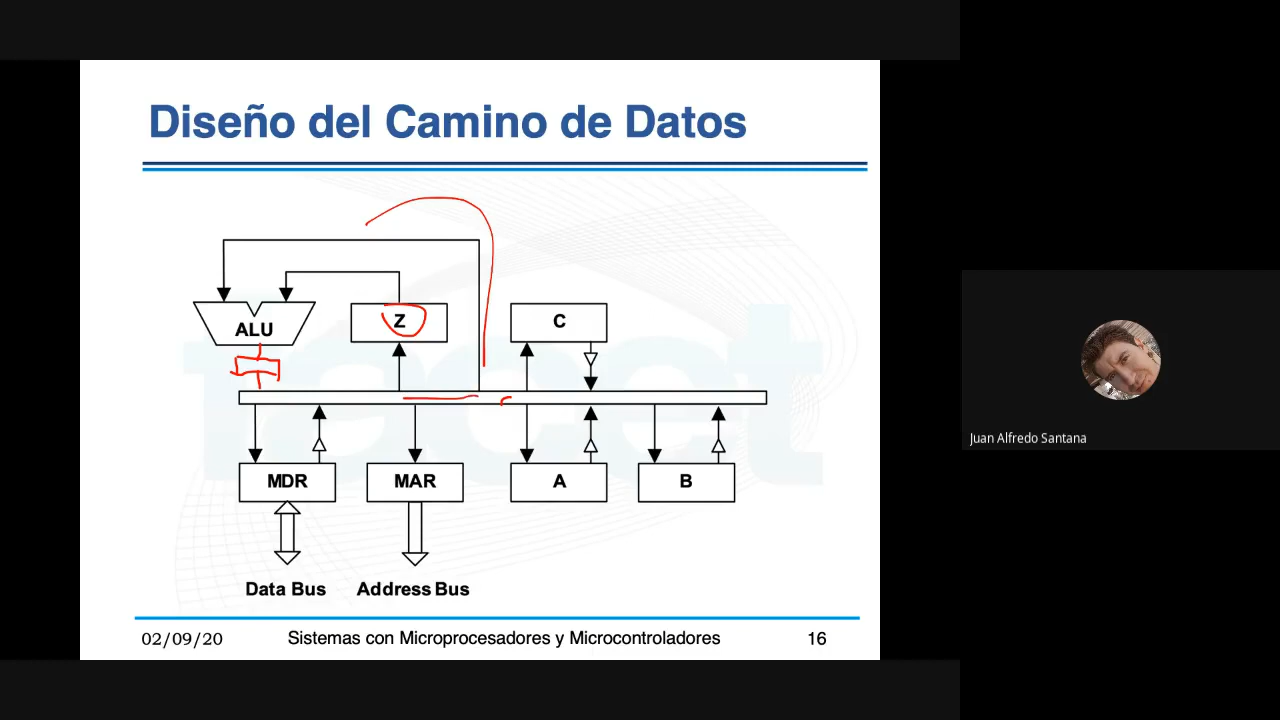 Diseño del Camino de Datos
ALU
Z
C
MDR
MAR
A
B
Data Bus
Address Bus
02/09/20
Sistemas con Microprocesadores y Microcontroladores
16
Juan Alfredo Santana